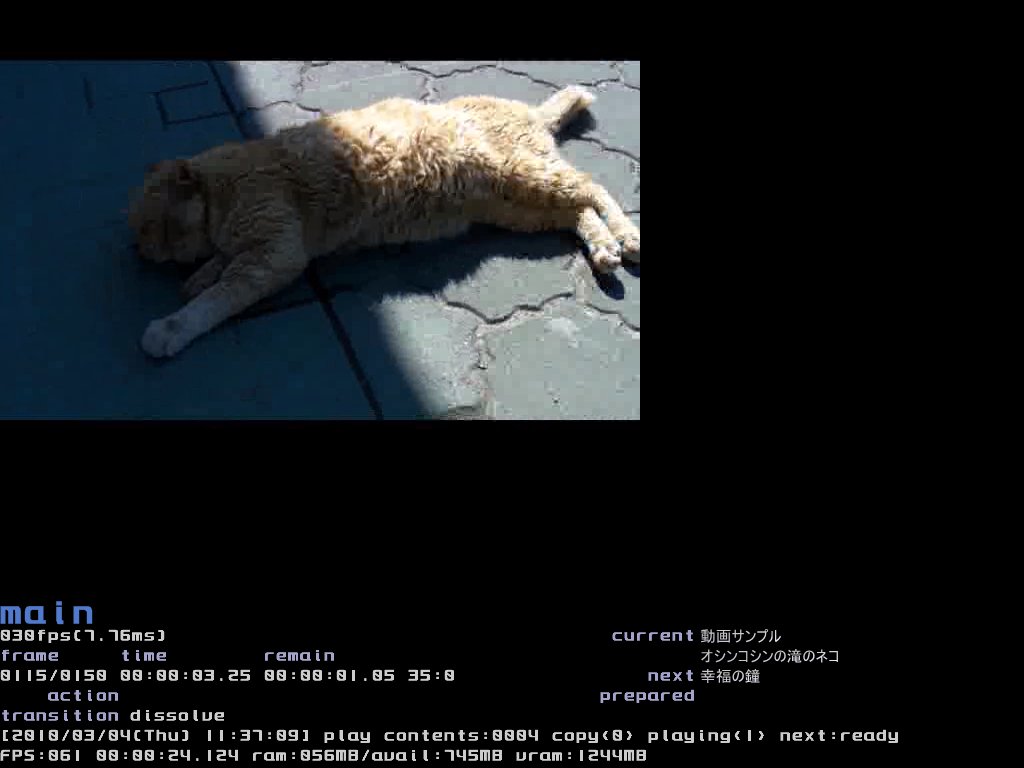 main
030fps(7.76ms) current 動画サンプル
frame time remain オシンコシンの滝のネコ
0115/0150 00:00:03.25 00:00:01.05 35:0 next 幸福の鐘
action prepared
transition dissolve
[2010/03/04(Thu) 11:37:09] play contents:0004 copy(0) playing(1) next:ready
FPS:061 00:00:24.124 ram:056MB/avail:745MB vram:1244MB